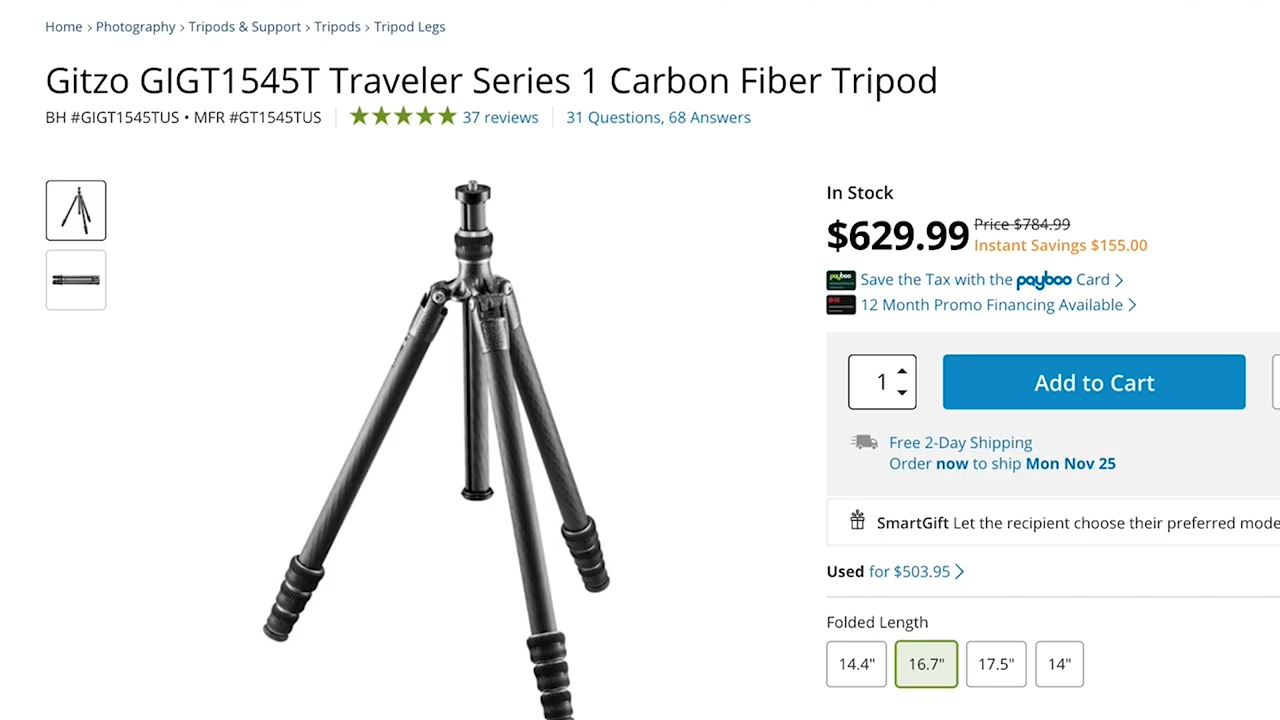 Home › Photography › Tripods & Support › Tripods › Tripod Legs
Gitzo GIGT1545T Traveler Series 1 Carbon Fiber Tripod
BH #GIGT1545TUS • MFR #GT1545TUS 37 reviews 31 Questions, 68 Answers
In Stock
$629.99 Price $784.99
Instant Savings $155.00
payboo Save the Tax with the payboo Card
B&H 12 Month Promo Financing Available
1 Add to Cart
Free 2-Day Shipping
Order now to ship Mon Nov 25
SmartGift Let the recipient choose their preferred mode
Used for $503.95
Folded Length
14.4" 16.7" 17.5" 14"